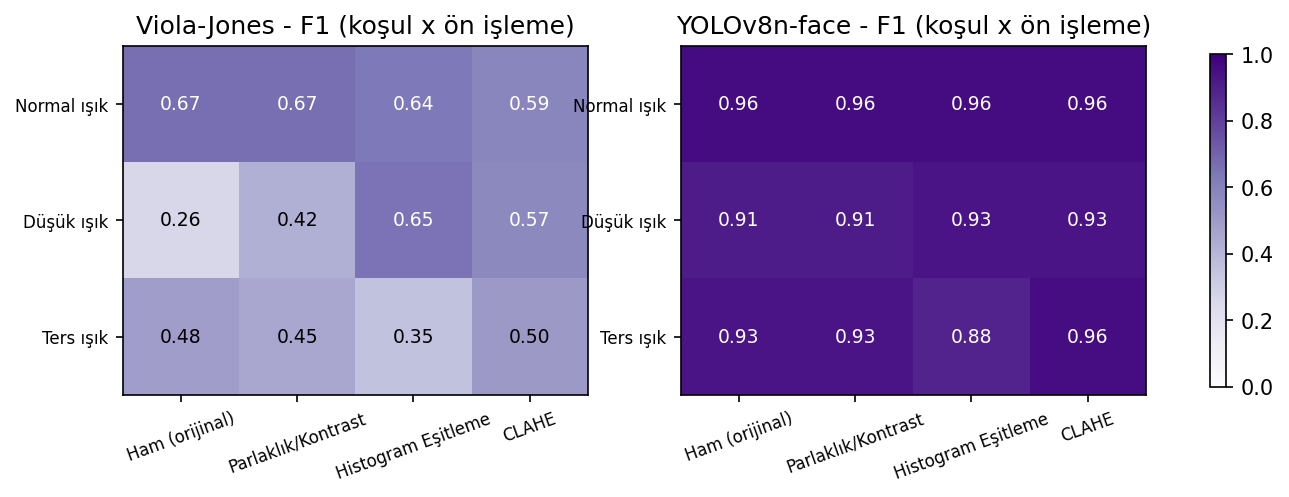 Viola-Jones - F1 (koşul x ön işleme)
Normal ışık 0.67 0.67 0.64 0.59
Düşük ışık 0.26 0.42 0.65 0.57
Ters ışık 0.48 0.45 0.35 0.50
Ham (orijinal) Parlaklık/Kontrast Histogram Eşitleme CLAHE
YOLOv8n-face - F1 (koşul x ön işleme)
Normal ışık 0.96 0.96 0.96 0.96
Düşük ışık 0.91 0.91 0.93 0.93
Ters ışık 0.93 0.93 0.88 0.96
Ham (orijinal) Parlaklık/Kontrast Histogram Eşitleme CLAHE
1.0
0.8
0.6
0.4
0.2
0.0